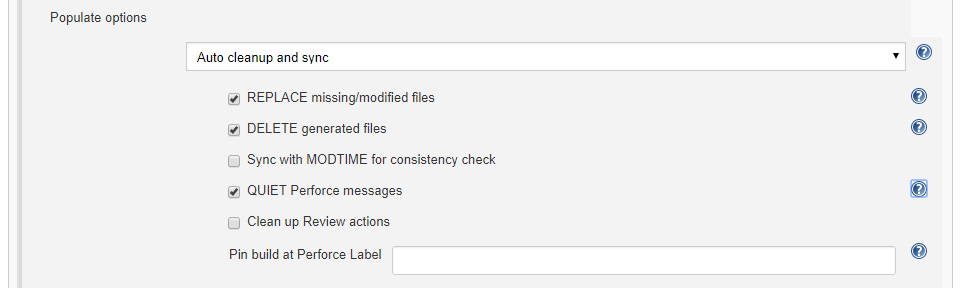 Populate options
Auto cleanup and sync
REPLACE missing/modified files
DELETE generated files
Sync with MODTIME for consistency check
QUIET Perforce messages
Clean up Review actions
Pin build at Perforce Label